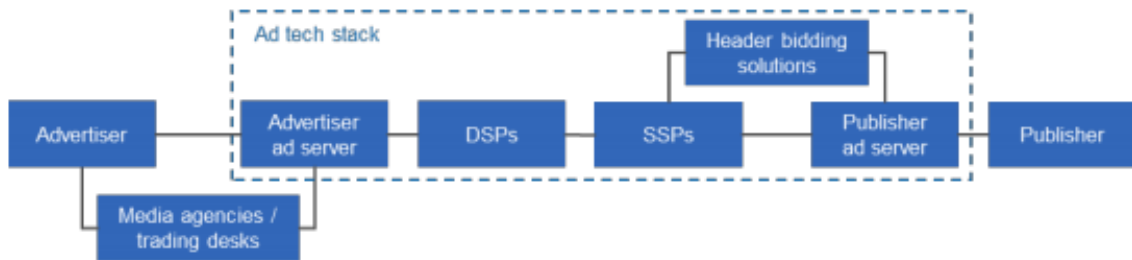 Ad tech stack
Header bidding
solutions
Advertiser
Advertiser
ad server
DSPs
SSPs
Publisher
ad server
Publisher
Media agencies /
trading desks